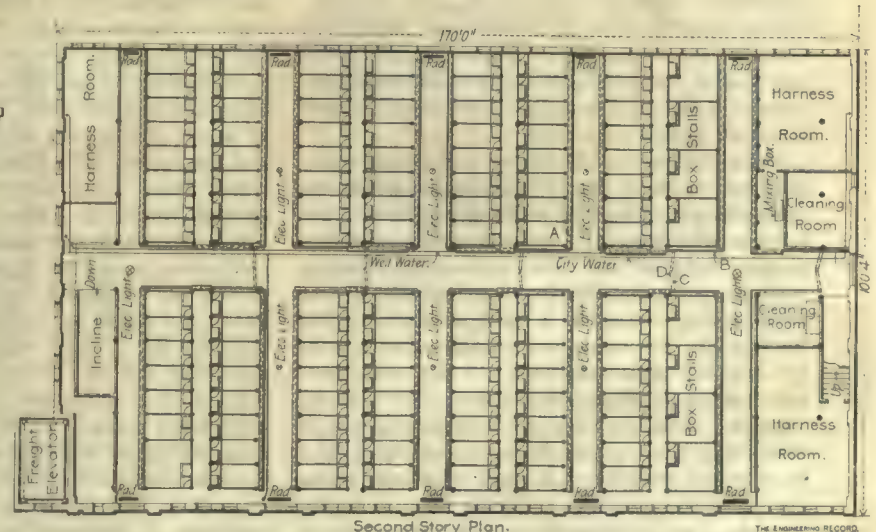 170'0"
Rad
Rad
Rad
Rad
Rad
Harness Room.
Elec Light
Elec Light
Elec Light
A
Box Stalls
Mixing Box.
Harness
Room.
Cleaning
Room
Well Water.
City Water
D
B
C
100'4"
Down
Incline
Elec Light
Elec Light
Elec Light
Elec Light
Elec Light
Box Stalls
Cleaning
Room
Up
Harness
Room.
Freight
Elevator
Rad
Rad
Rad
Rad
Rad
Second Story Plan.
THE ENGINEERING RECORD.